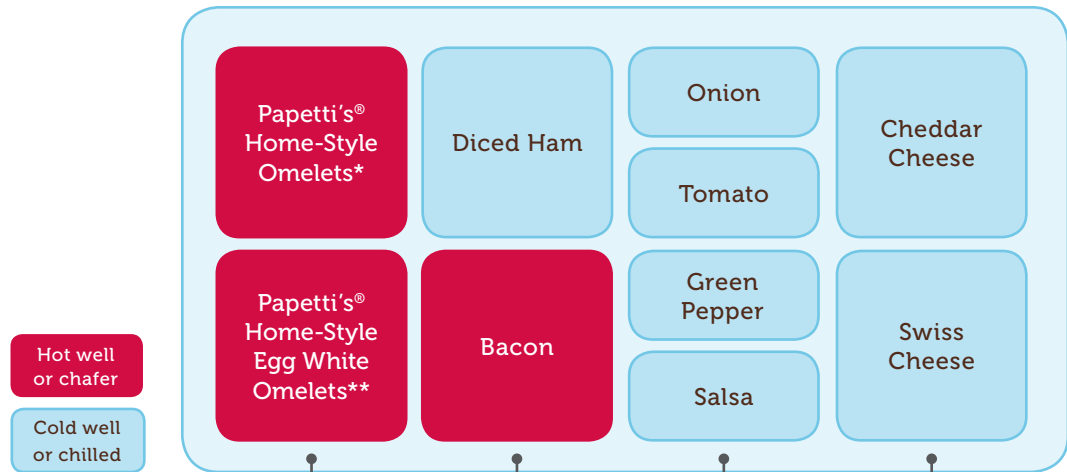 Papetti's®
Home-Style
Omelets*
Diced Ham
Onion
Tomato
Cheddar
Cheese
Papetti's®
Home-Style
Egg White
Omelets**
Bacon
Green
Pepper
Salsa
Swiss
Cheese
Hot well
or chafer
Cold well
or chilled